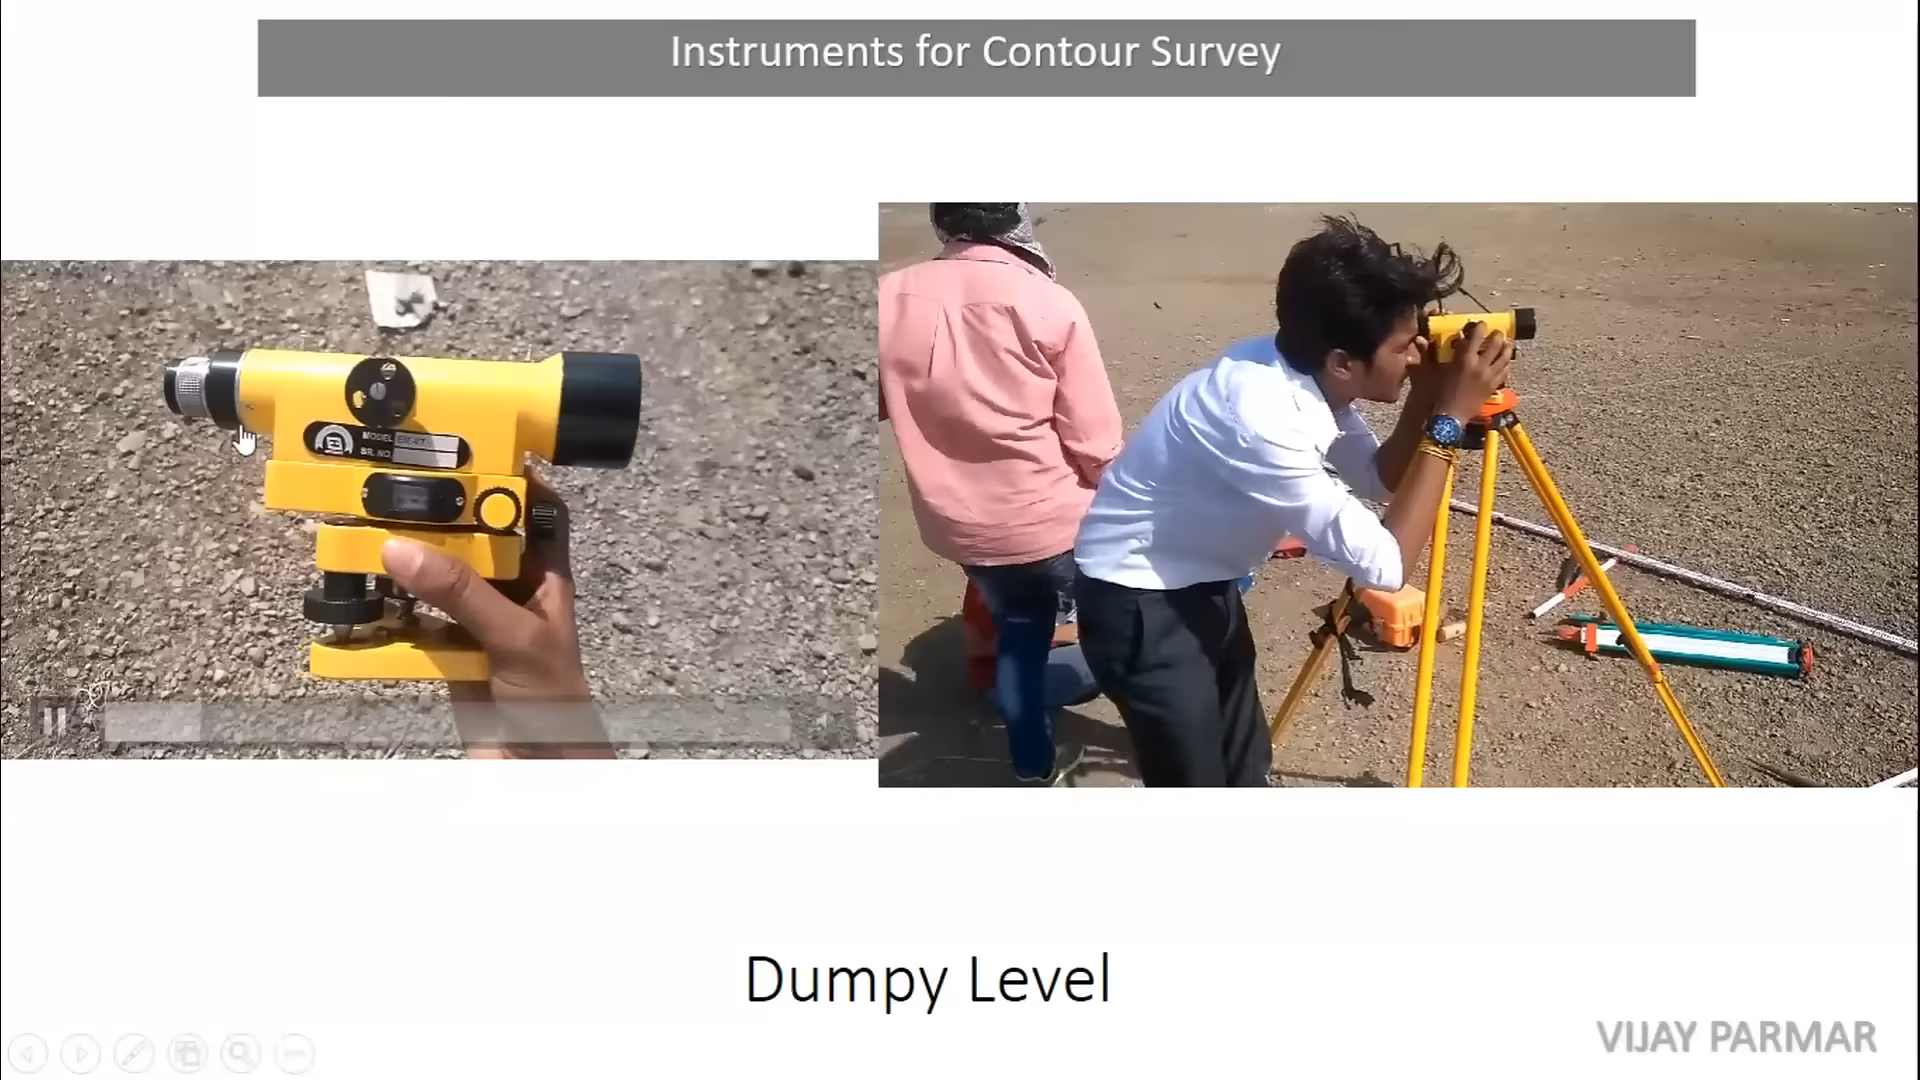 Instruments for Contour Survey
MODEL
SR. NO.
Dumpy Level
VIJAY PARMAR